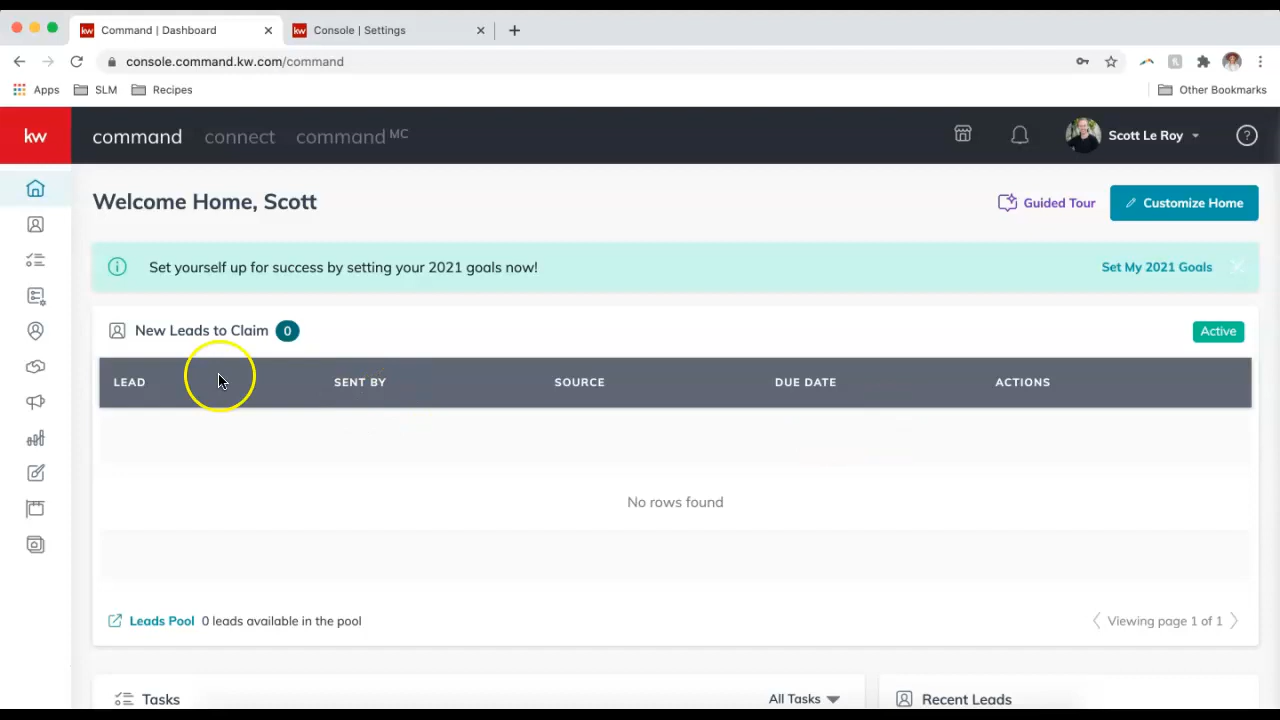 kw Command | Dashboard
kw Console | Settings
console.command.kw.com/command
Apps SLM Recipes Other Bookmarks
kw command connect command MC Scott Le Roy ?
Welcome Home, Scott Guided Tour Customize Home
Set yourself up for success by setting your 2021 goals now! Set My 2021 Goals
New Leads to Claim 0 Active
LEAD SENT BY SOURCE DUE DATE ACTIONS
No rows found
Leads Pool 0 leads available in the pool Viewing page 1 of 1
Tasks All Tasks Recent Leads